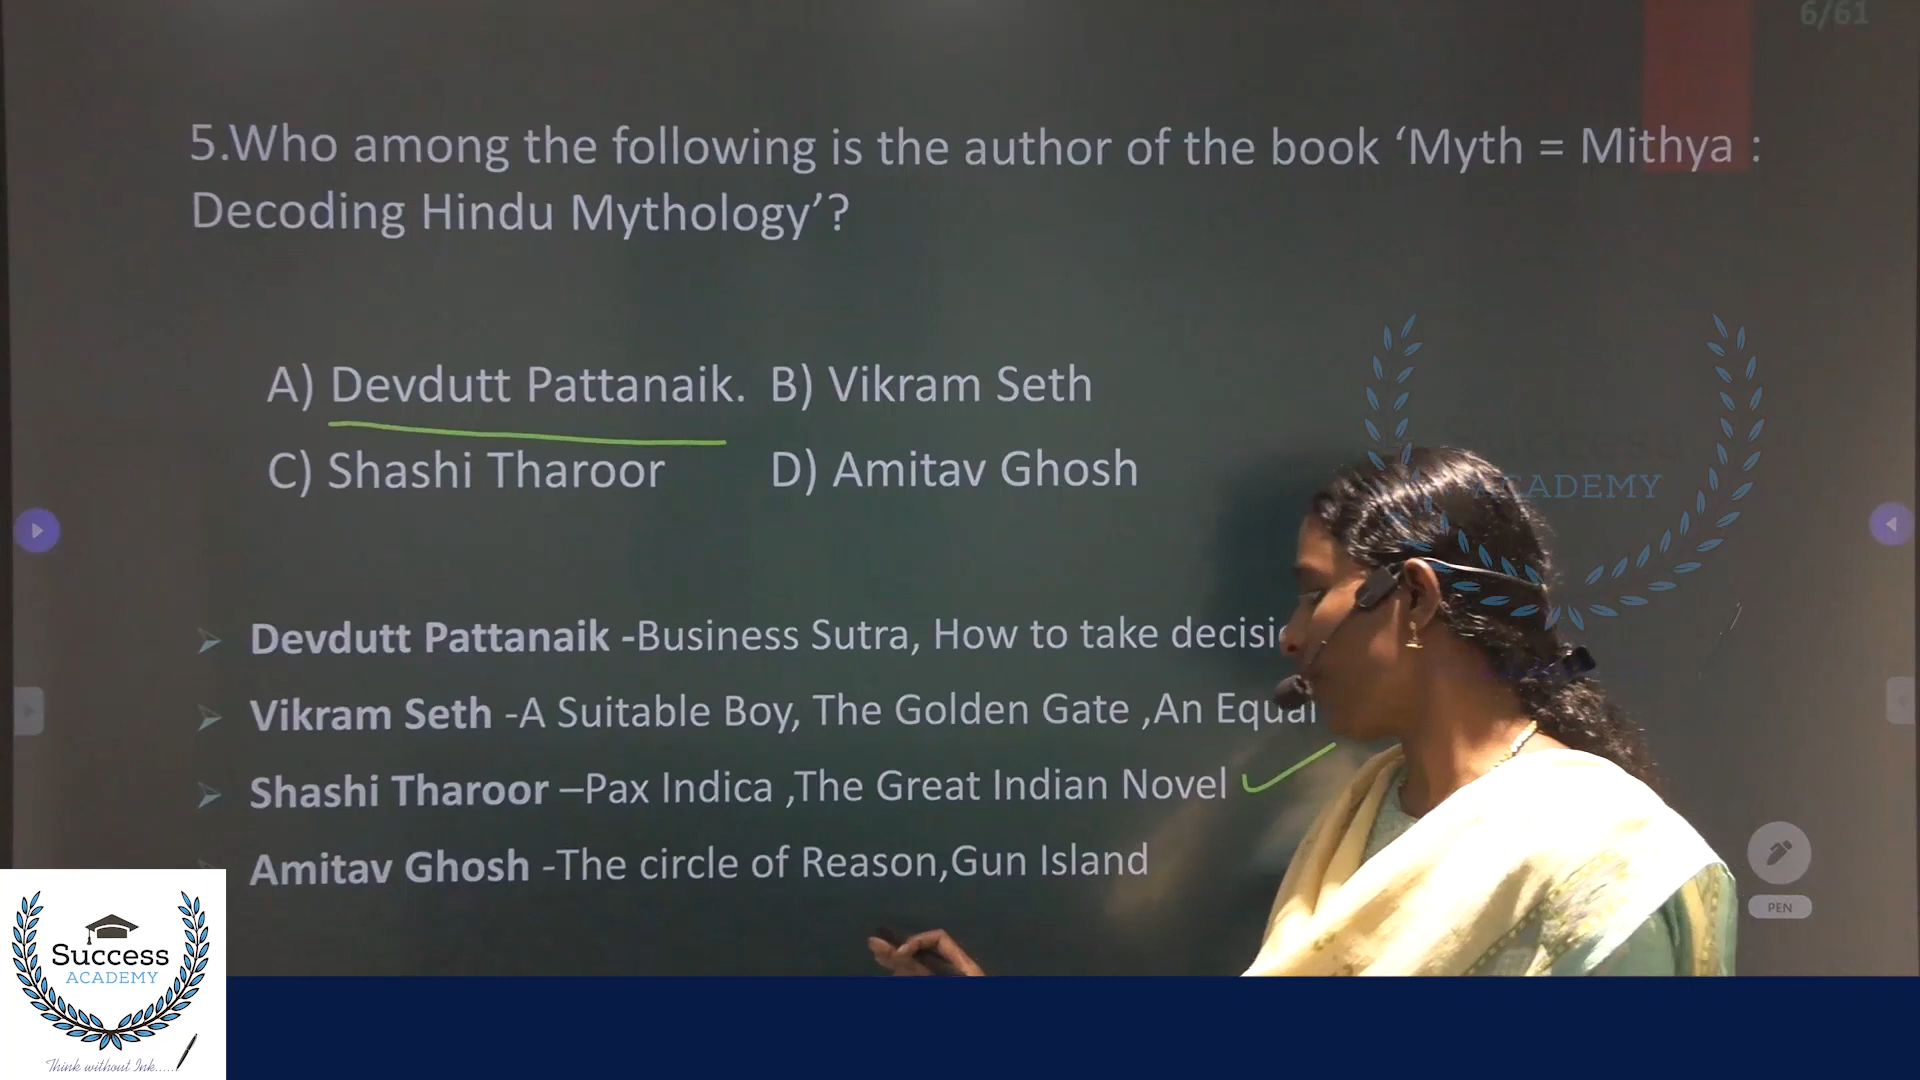 6/61
5.Who among the following is the author of the book ‘Myth = Mithya :
Decoding Hindu Mythology’?
A) Devdutt Pattanaik. B) Vikram Seth
C) Shashi Tharoor D) Amitav Ghosh
ACADEMY
➢ Devdutt Pattanaik -Business Sutra, How to take
➢ Vikram Seth -A Suitable Boy, The Golden Gate ,An Equal
➢ Shashi Tharoor –Pax Indica ,The Great Indian Novel
Amitav Ghosh -The circle of Reason,Gun Island
PEN
Success
ACADEMY
Think without Ink.....